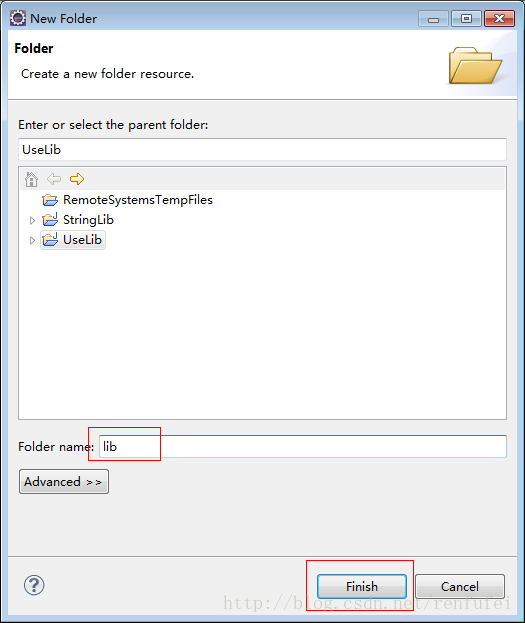 New Folder
Folder
Create a new folder resource.
Enter or select the parent folder:
UseLib
RemoteSystemsTempFiles
StringLib
UseLib
Folder name: lib
Advanced >>
Finish Cancel
http://blog.csdn.net/renfufei